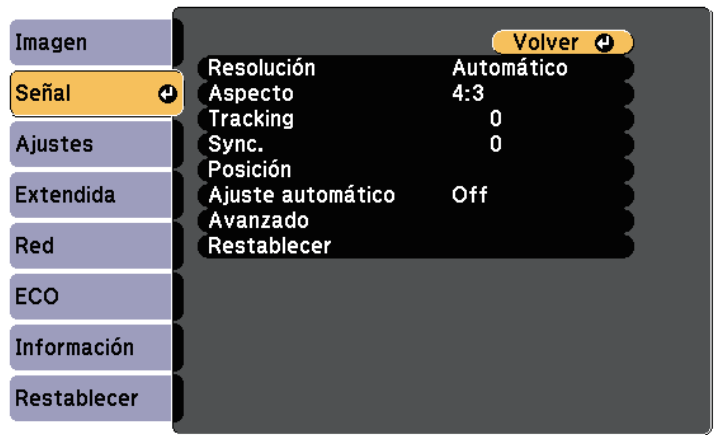 Imagen
Señal
Ajustes
Extendida
Red
ECO
Información
Restablecer
Volver
Resolución Automático
Aspecto 4:3
Tracking 0
Sync. 0
Posición
Ajuste automático Off
Avanzado
Restablecer